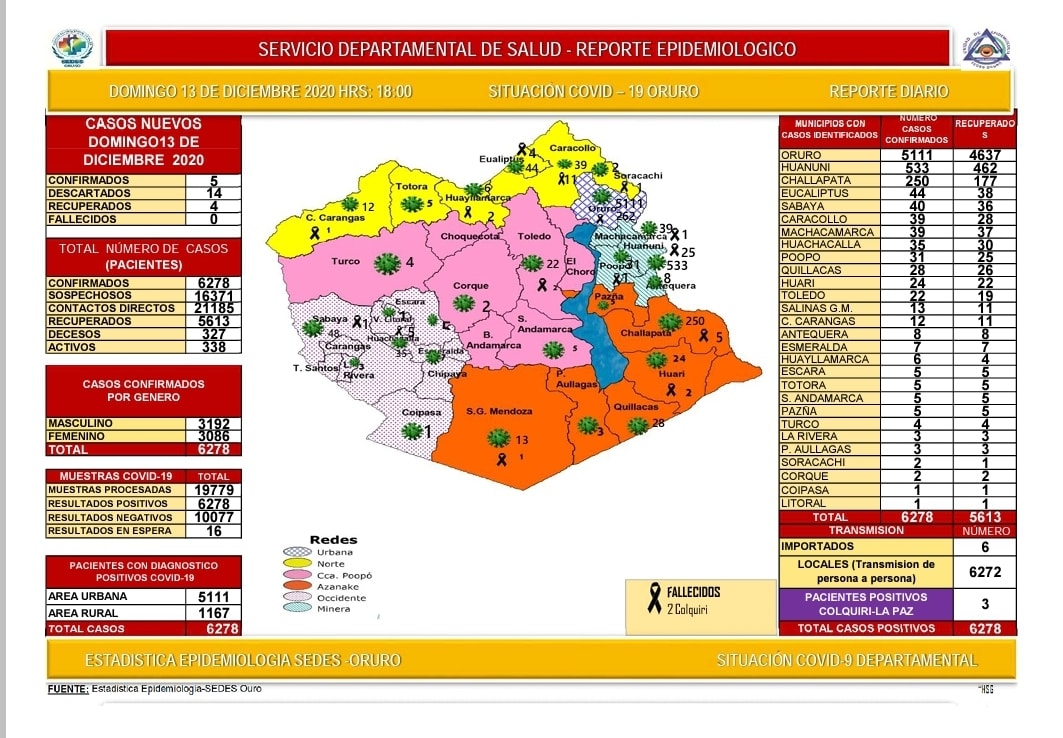 SERVICIO DEPARTAMENTAL DE SALUD - REPORTE EPIDEMIOLOGICO
DOMINGO 13 DE DICIEMBRE 2020 HRS: 18:00 SITUACIÓN COVID – 19 ORURO REPORTE DIARIO
CASOS NUEVOS
DOMINGO13 DE
DICIEMBRE 2020
CONFIRMADOS 5
DESCARTADOS 14
RECUPERADOS 4
FALLECIDOS 0
TOTAL NÚMERO DE CASOS
(PACIENTES)
CONFIRMADOS 6278
SOSPECHOSOS 16371
CONTACTOS DIRECTOS 21185
RECUPERADOS 5613
DECESOS 327
ACTIVOS 338
CASOS CONFIRMADOS
POR GENERO
MASCULINO 3192
FEMENINO 3086
TOTAL 6278
MUESTRAS COVID-19 TOTAL
MUESTRAS PROCESADAS 19779
RESULTADOS POSITIVOS 6278
RESULTADOS NEGATIVOS 10077
RESULTADOS EN ESPERA 16
PACIENTES CON DIAGNOSTICO
POSITIVOS COVID-19
AREA URBANA 5111
AREA RURAL 1167
TOTAL CASOS 6278
Caracollo
39
11
Eualiptus
4
44
2
Soracachi
Totora
5
6
Huayllamarca
2
C. Carangas
12
1
Oruro
5111
262
Choquecota
Toledo
22
2
Machacamarca
39
1
Huanuni
25
533
Poopó
31
1
8
Antequera
El
Choro
Turco
4
Corque
2
Pazña
5
Escara
Sabaya
48
1
V. Litoral
1
5
Huachacalla
35
Carangas
Esmeralda
T. Santos
L.
3
Rivera
Chipaya
S.
Andamarca
5
B.
Andamarca
Challapata
250
5
24
Huari
2
P.
Aullagas
3
Quillacas
28
Coipasa
1
S.G. Mendoza
13
1
Redes
Urbana
Norte
Cca. Poopó
Azanake
Occidente
Minera
FALLECIDOS
2 Colquiri
MUNICIPIOS CON
CASOS IDENTIFICADOS
NÚMERO
CASOS
CONFIRMADOS
RECUPERADO
S
ORURO 5111 4637
HUANUNI 533 462
CHALLAPATA 250 177
EUCALIPTUS 44 38
SABAYA 40 36
CARACOLLO 39 28
MACHACAMARCA 39 37
HUACHACALLA 35 30
POOPO 31 25
QUILLACAS 28 26
HUARI 24 22
TOLEDO 22 19
SALINAS G.M. 13 11
C. CARANGAS 12 11
ANTEQUERA 8 8
ESMERALDA 7 7
HUAYLLAMARCA 6 4
ESCARA 5 5
TOTORA 5 5
S. ANDAMARCA 5 5
PAZÑA 5 5
TURCO 4 4
LA RIVERA 3 3
P. AULLAGAS 3 3
SORACACHI 2 1
CORQUE 2 2
COIPASA 1 1
LITORAL 1 1
TOTAL 6278 5613
TRANSMISION NÚMERO
IMPORTADOS 6
LOCALES (Transmision de
persona a persona) 6272
PACIENTES POSITIVOS
COLQUIRI-LA PAZ 3
TOTAL CASOS POSITIVOS 6278
ESTADISTICA EPIDEMIOLOGIA SEDES -ORURO SITUACIÓN COVID-9 DEPARTAMENTAL
FUENTE: Estadistica Epidemiologia-SEDES Ouro
HSG